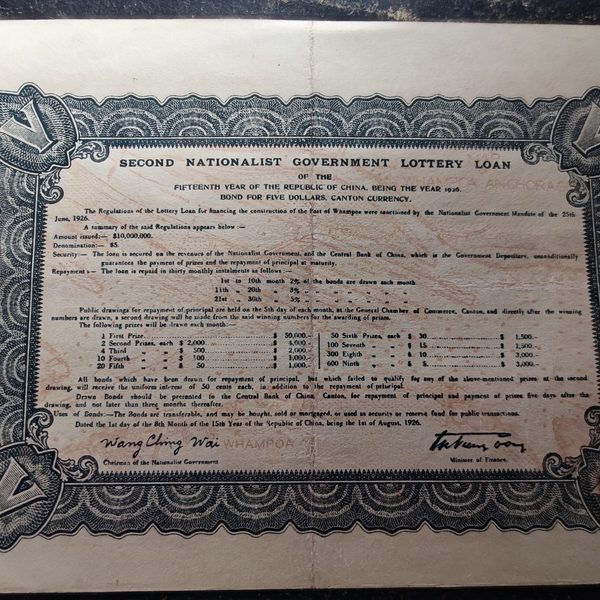 SECOND NATIONALIST GOVERNMENT LOTTERY LOAN
OF THE
FIFTEENTH YEAR OF THE REPUBLIC OF CHINA, BEING THE YEAR 1926.
BOND FOR FIVE DOLLARS, CANTON CURRENCY.
WHAMPOA ANCHORAGE
The Regulations of the Lottery Loan for financing the construction of the Port of Whampoa were sanctioned by the Nationalist Government Mandate of the 25th
June, 1926.
A summary of the said Regulations appears below :—
Amount issued:— $10,000,000.
Denomination:— $5.
Security :— The loan is secured on the revenues of the Nationalist Government, and the Central Bank of China, which is the Government Depositary, unconditionally
guarantees the payment of prizes and the repayment of principal at maturity.
Repayment :— The loan is repaid in thirty monthly instalments as follows :—
1st to 10th month 2% of the bonds are drawn each month
11th „ 20th „ 3% „ „ „ „ „ „
21st „ 30th „ 5% „ „ „ „ „ „
Public drawings for repayment of principal are held on the 5th day of each month, at the General Chamber of Commerce, Canton, and directly after the winning
numbers are drawn, a second drawing will be made from the said winning numbers for the awarding of prizes.
The following prizes will be drawn each month:—
1 First Prize, $ 50,000.— 50 Sixth Prizes, each $ 30 $ 1,500.—
2 Second Prizes, each $ 2,000 $ 4,000.— 100 Seventh „ „ $ 15 $ 1,500.—
4 Third „ „ $ 500 $ 2,000.— 300 Eighth „ „ $ 10 $ 3,000.—
10 Fourth „ „ $ 100 $ 1,000.— 600 Ninth „ „ $ 5 $ 3,000.—
20 Fifth „ „ $ 50 $ 1,000.—
All bonds which have been drawn for repayment of principal, but which failed to qualify for any of the above-mentioned prizes at the second
drawing, will receive the uniform interest of 50 cents each, in addition to the repayment of principal.
Drawn Bonds should be presented to the Central Bank of China, Canton, for repayment of principal and payment of prizes five days after the
drawing, and not later than three months thereafter.
Uses of Bonds:—The Bonds are transferable, and may be bought, sold or mortgaged, or used as security or reserve fund for public transactions.
Dated the 1st day of the 8th Month of the 15th Year of the Republic of China, being the 1st of August, 1926.
Wang Ching Wai
WHAMPOA
Chairman of the Nationalist Government
Minister of Finance.